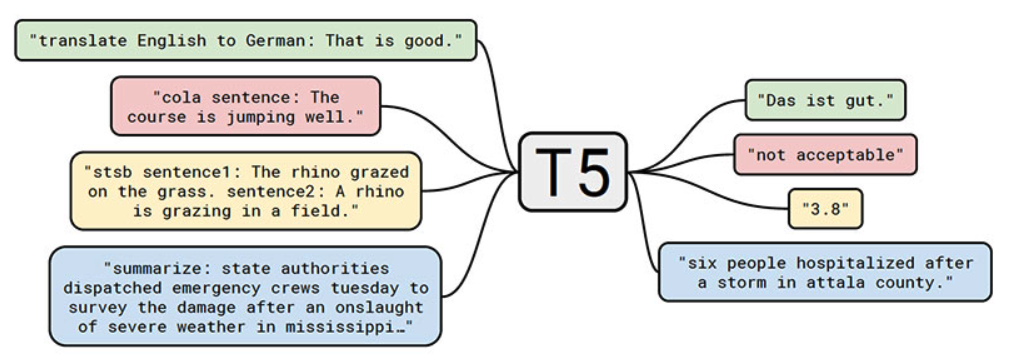 "translate English to German: That is good."
"cola sentence: The
course is jumping well."
"stsb sentence1: The rhino grazed
on the grass. sentence2: A rhino
is grazing in a field."
"summarize: state authorities
dispatched emergency crews tuesday to
survey the damage after an onslaught
of severe weather in mississippi…"
T5
"Das ist gut."
"not acceptable"
"3.8"
"six people hospitalized after
a storm in attala county."